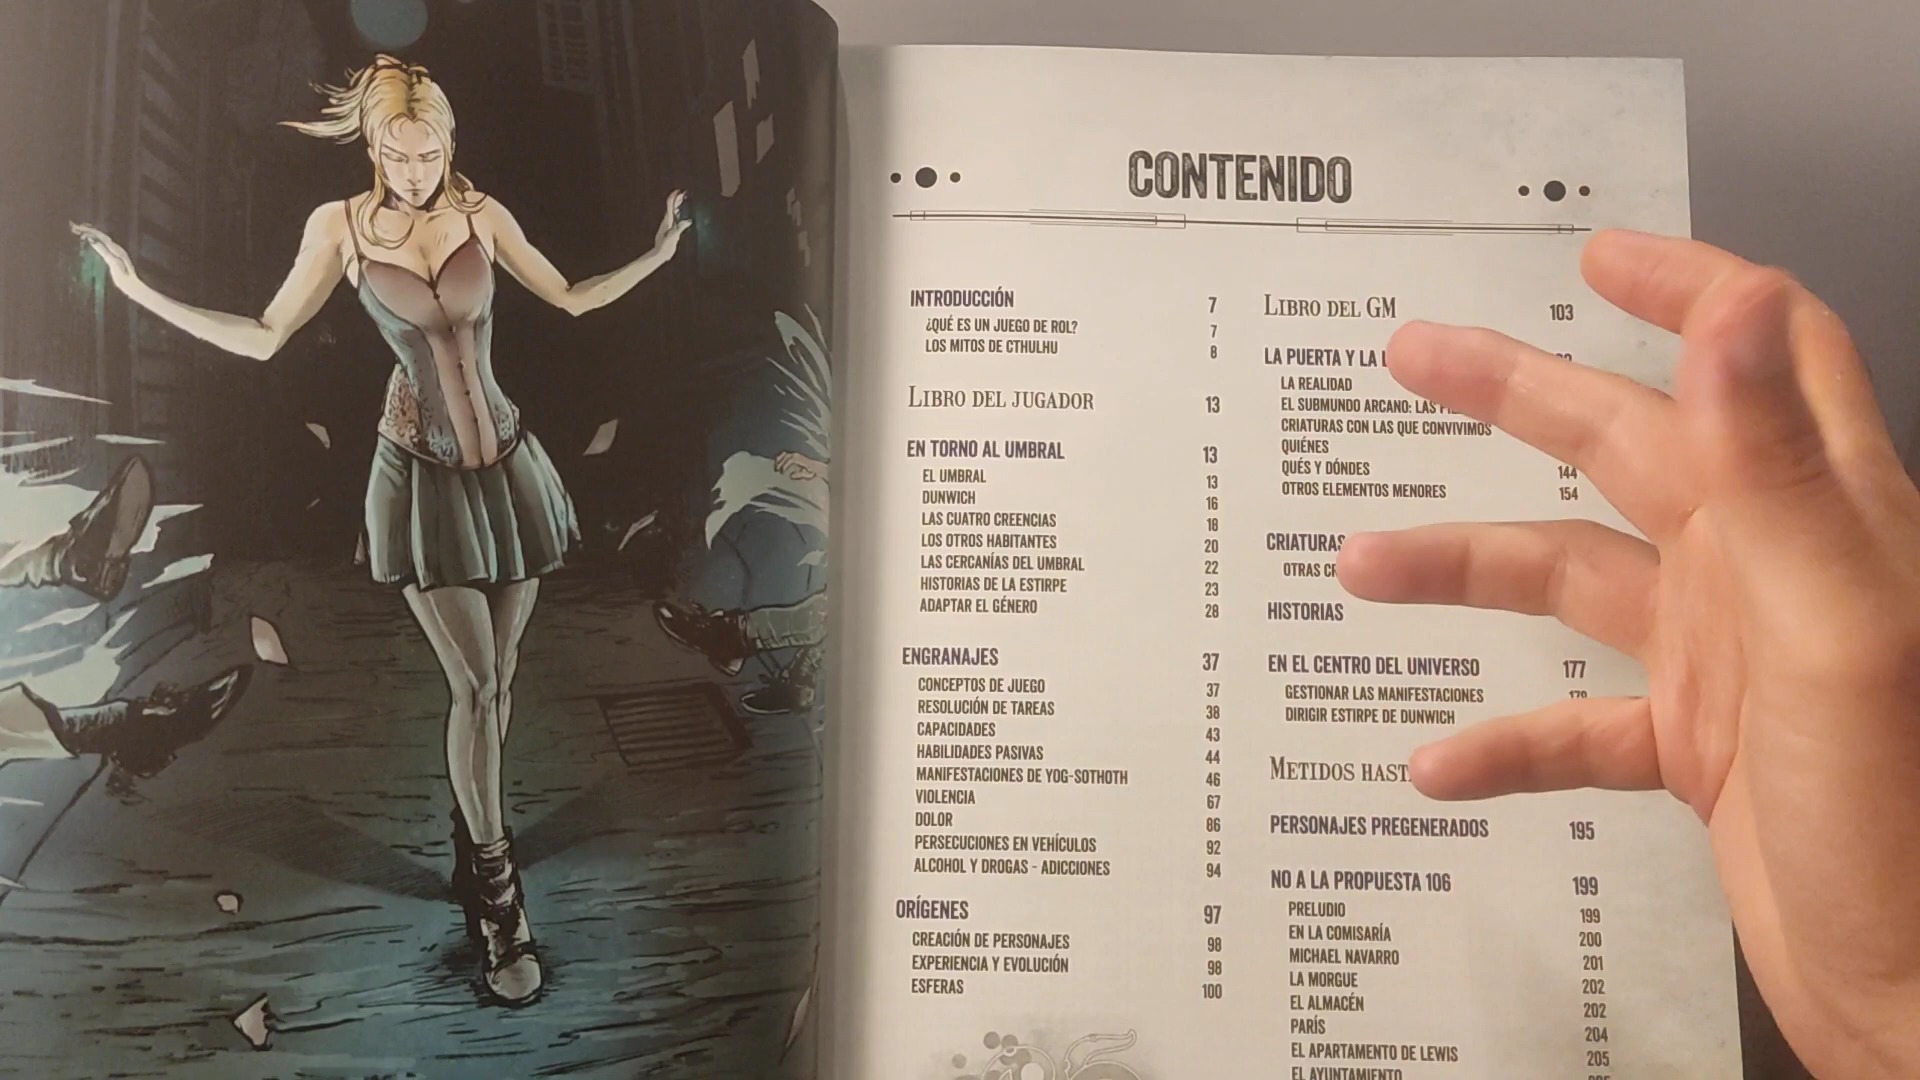 CONTENIDO
INTRODUCCIÓN 7
¿QUÉ ES UN JUEGO DE ROL? 7
LOS MITOS DE CTHULHU 8
LIBRO DEL JUGADOR 13
EN TORNO AL UMBRAL 13
EL UMBRAL 13
DUNWICH 16
LAS CUATRO CREENCIAS 18
LOS OTROS HABITANTES 20
LAS CERCANÍAS DEL UMBRAL 22
HISTORIAS DE LA ESTIRPE 23
ADAPTAR EL GÉNERO 28
ENGRANAJES 37
CONCEPTOS DE JUEGO 37
RESOLUCIÓN DE TAREAS 38
CAPACIDADES 43
HABILIDADES PASIVAS 44
MANIFESTACIONES DE YOG-SOTHOTH 46
VIOLENCIA 67
DOLOR 86
PERSECUCIONES EN VEHÍCULOS 92
ALCOHOL Y DROGAS - ADICCIONES 94
ORÍGENES 97
CREACIÓN DE PERSONAJES 98
EXPERIENCIA Y EVOLUCIÓN 98
ESFERAS 100
LIBRO DEL GM 103
LA PUERTA Y LA
LA REALIDAD
EL SUBMUNDO ARCANO: LAS
CRIATURAS CON LAS QUE CONVIVIMOS
QUIÉNES
QUÉS Y DÓNDES 144
OTROS ELEMENTOS MENORES 154
CRIATURAS
OTRAS
HISTORIAS
EN EL CENTRO DEL UNIVERSO 177
GESTIONAR LAS MANIFESTACIONES
DIRIGIR ESTIRPE DE DUNWICH
METIDOS
PERSONAJES PREGENERADOS 195
NO A LA PROPUESTA 106 199
PRELUDIO 199
EN LA COMISARÍA 200
MICHAEL NAVARRO 201
LA MORGUE 202
EL ALMACÉN 202
PARÍS 204
EL APARTAMENTO DE LEWIS 205
EL AYUNTAMIENTO